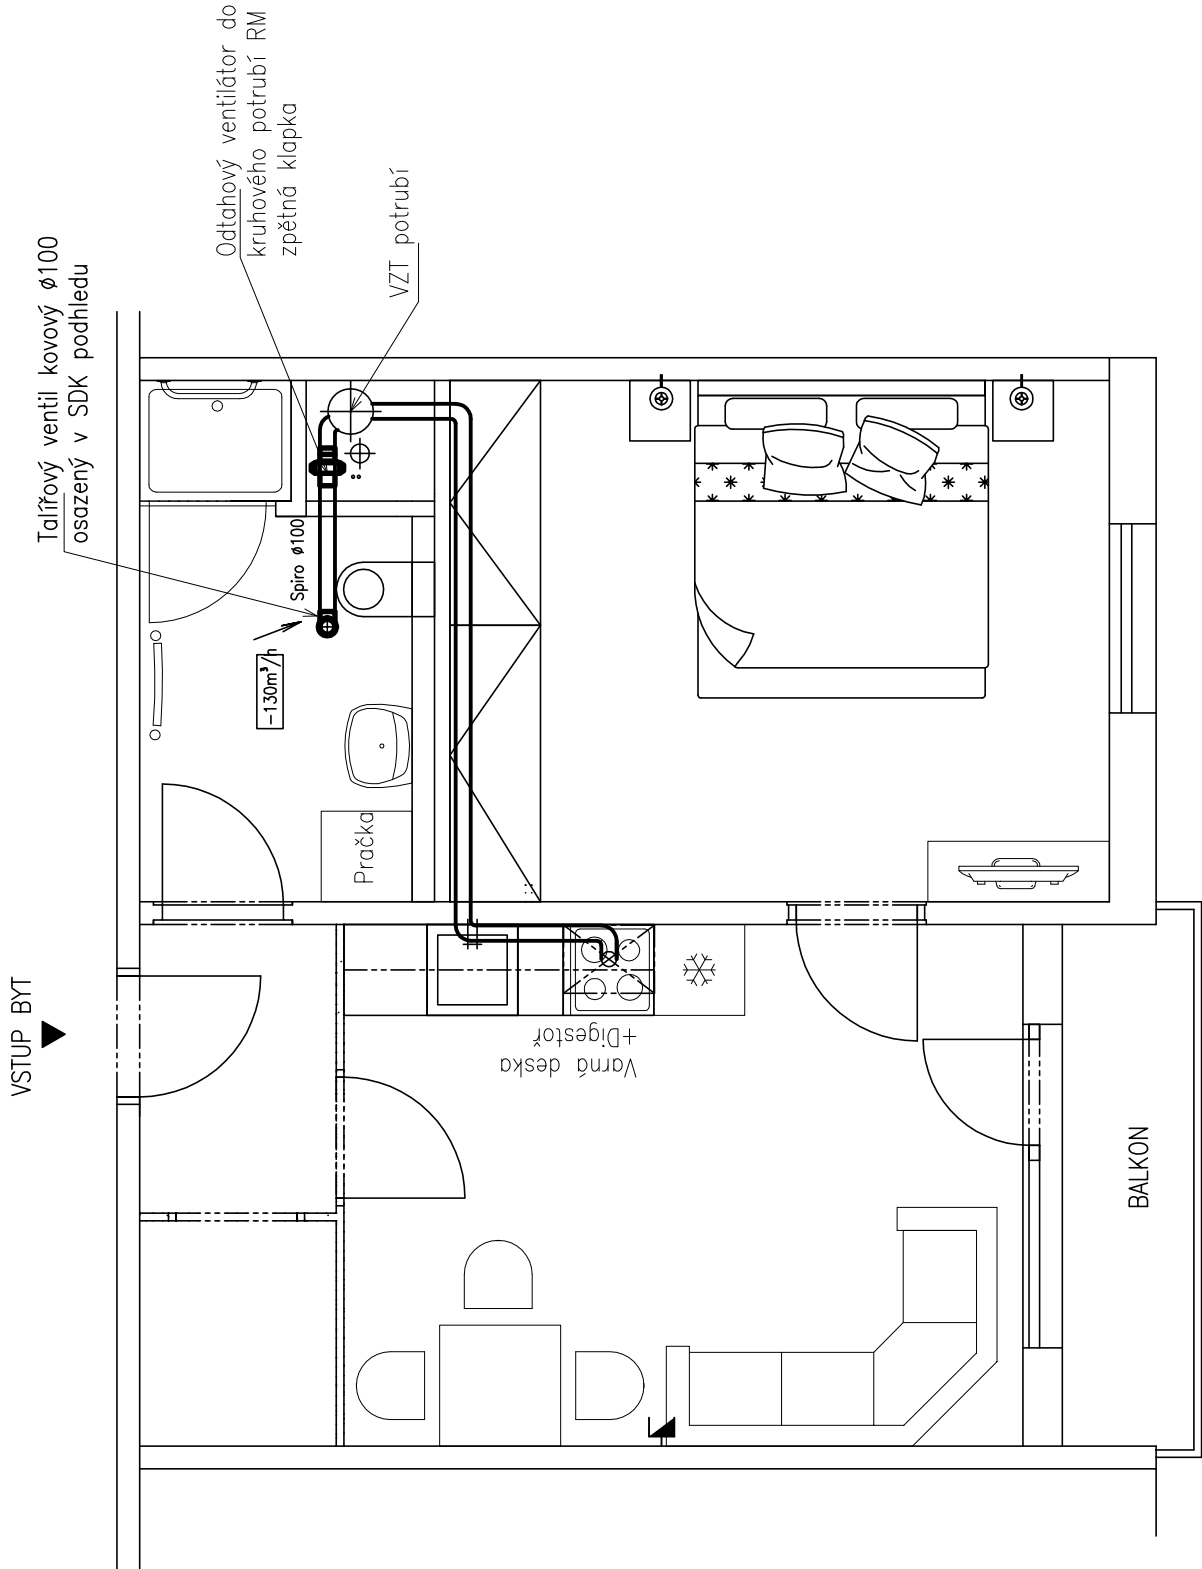 Odtahový ventilátor do
kruhového potrubí RM
zpětná klapka
VZT potrubí
Talířový ventil kovový ø100
osazený v SDK podhledu
Spiro ø100
-130m³/h
Pračka
VSTUP BYT
Varná deska
+Digestoř
BALKON